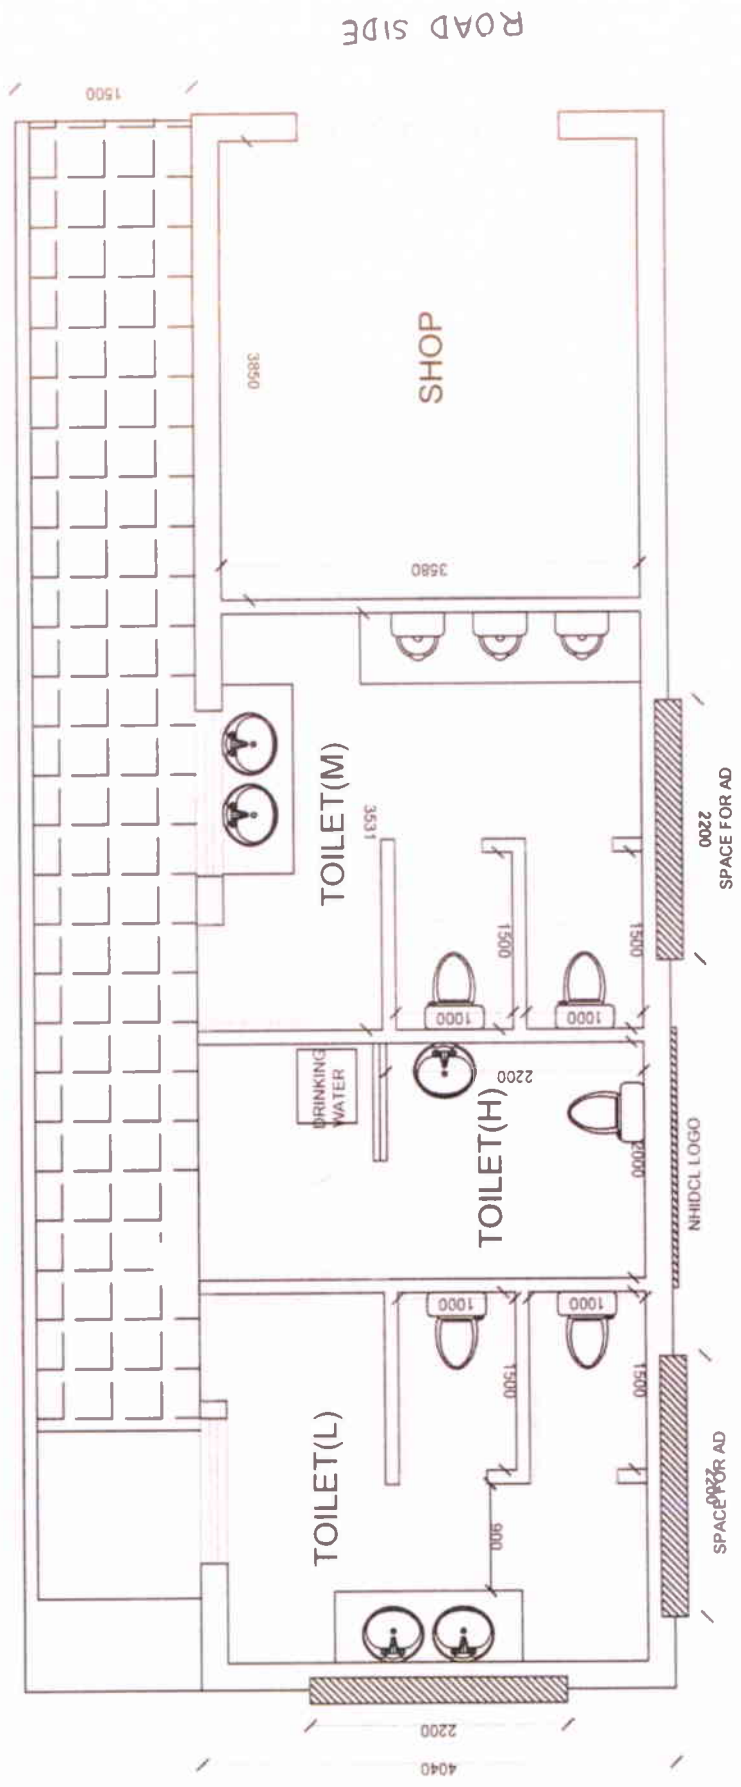 ROAD SIDE
1500
3850
SHOP
3580
TOILET(M)
3531
1500
1500
1000
1000
2200
SPACE FOR AD
DRINKING
WATER
2200
TOILET(H)
2000
NHIDCL LOGO
1000
1000
1500
1500
TOILET(L)
900
2200
SPACE FOR AD
2200
4040